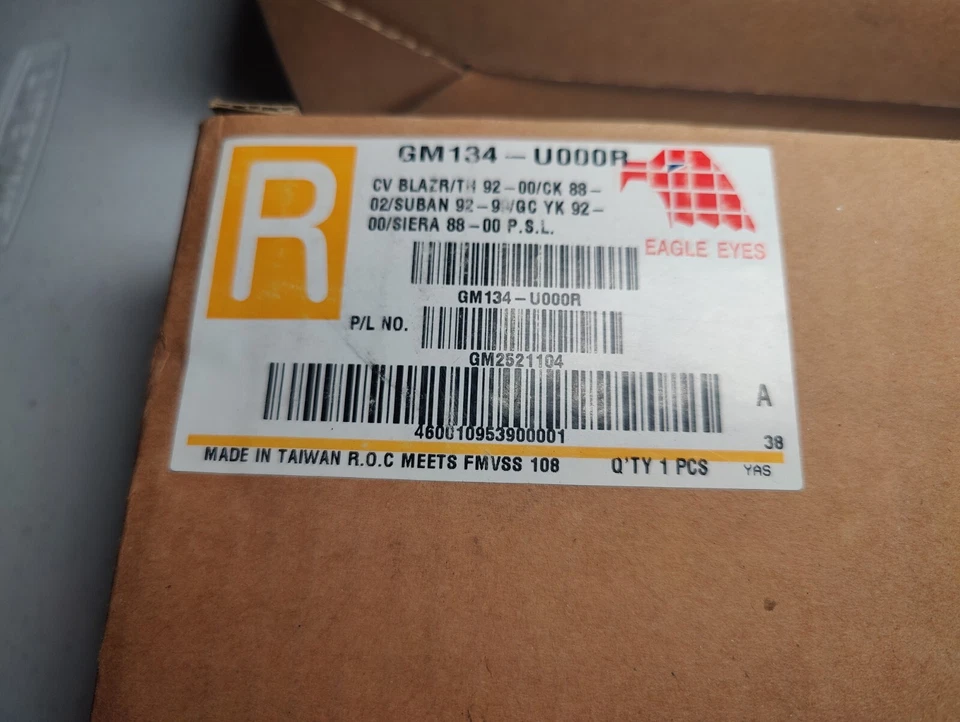 R
GM134-U000R
CV BLAZR/TH 92-00/CK 88-
02/SUBAN 92- /GC YK 92-
00/SIERA 88-00 P.S.L.
EAGLE EYES
GM134-U000R
P/L NO.
GM2521104
A
460010953900001
38
MADE IN TAIWAN R.O.C MEETS FMVSS 108 Q'TY 1 PCS YAS